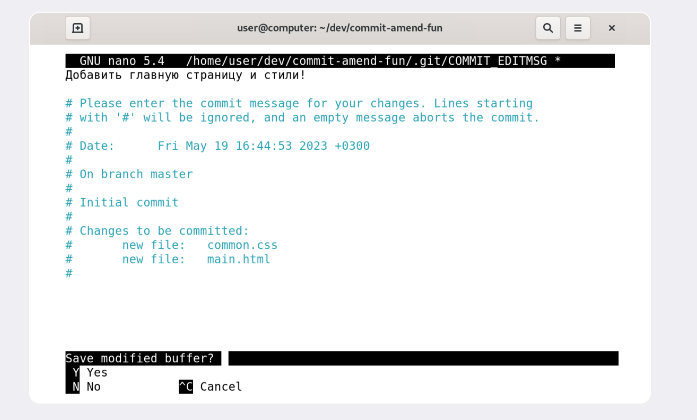 user@computer: ~/dev/commit-amend-fun
GNU nano 5.4   /home/user/dev/commit-amend-fun/.git/COMMIT_EDITMSG *
Добавить главную страницу и стили!

# Please enter the commit message for your changes. Lines starting
# with '#' will be ignored, and an empty message aborts the commit.
#
# Date:      Fri May 19 16:44:53 2023 +0300
#
# On branch master
#
# Initial commit
#
# Changes to be committed:
#       new file:   common.css
#       new file:   main.html
#
Save modified buffer?
Y Yes
N No           ^C Cancel